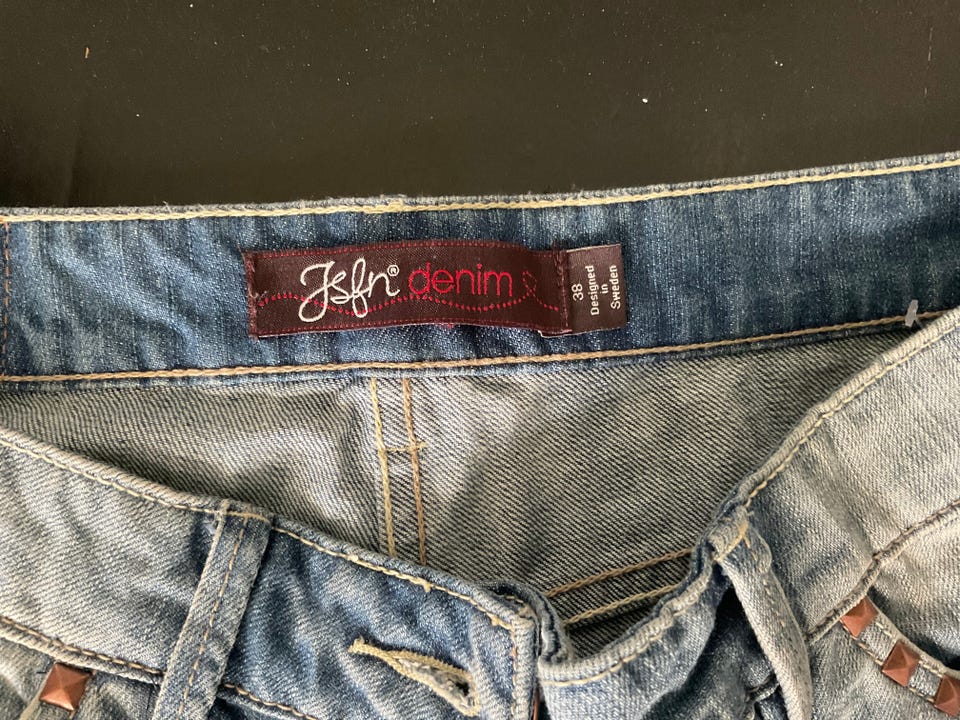 Jsfn® denim
38
Designed
in
Sweden